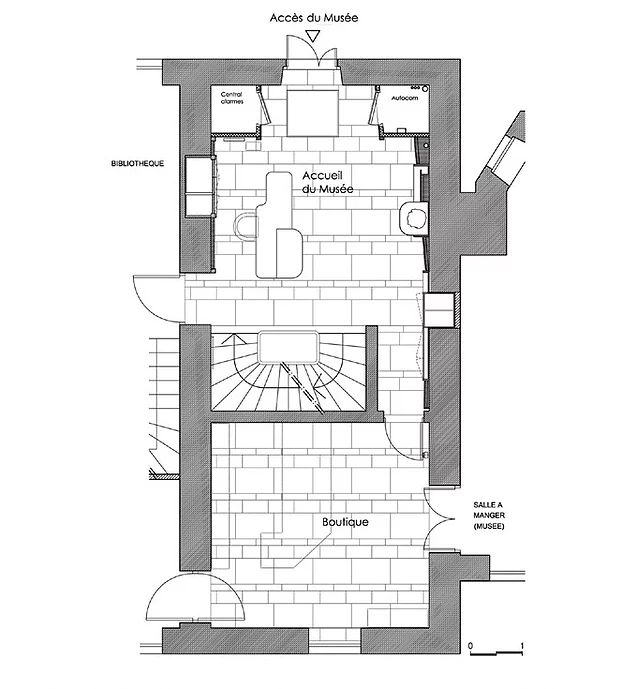 Accès du Musée
Central
alarmes
Autocom
BIBLIOTHEQUE
Accueil
du Musée
SALLE A
MANGER
(MUSEE)
Boutique
0 1